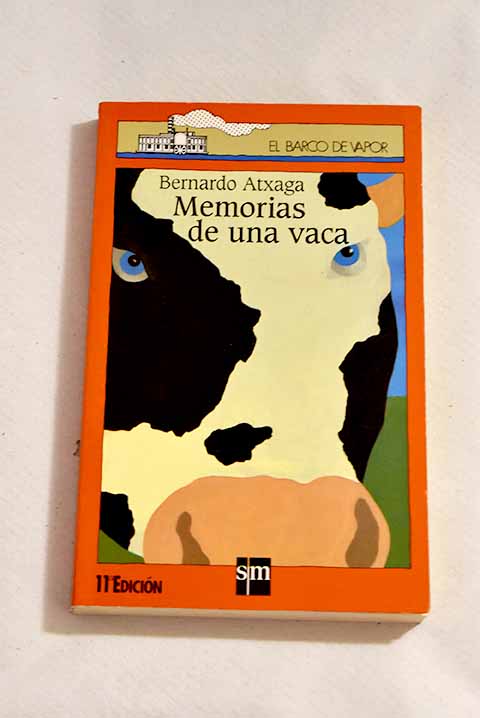 EL BARCO DE VAPOR
Bernardo Atxaga
Memorias
de una vaca
11ª EDICIÓN
sm